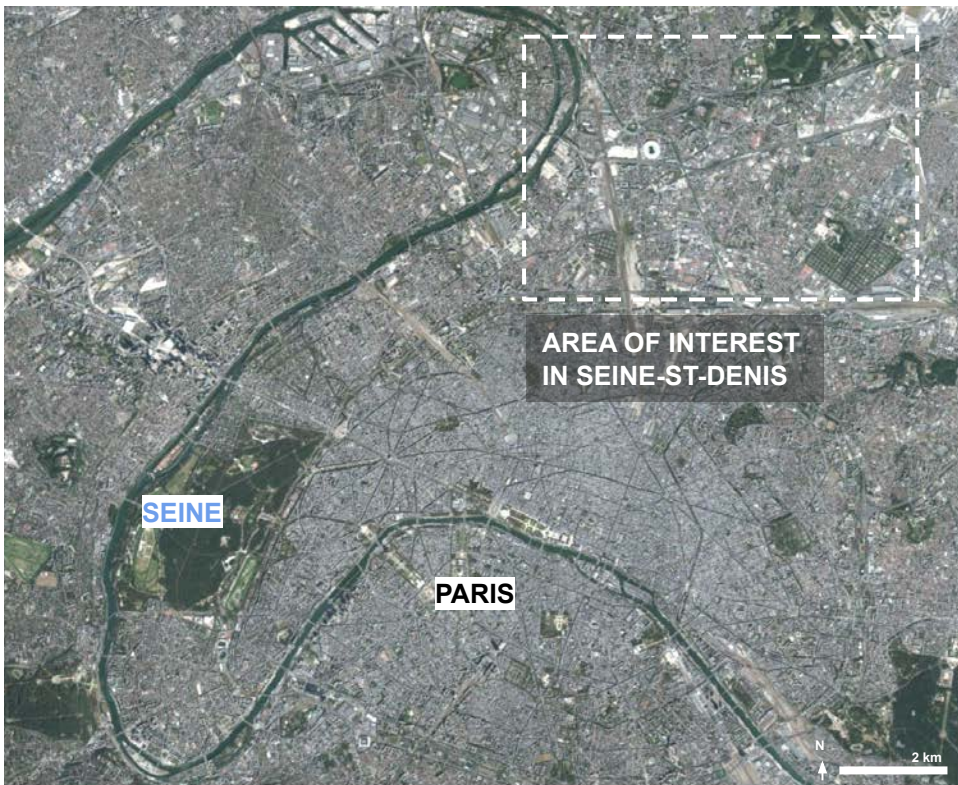 AREA OF INTEREST
IN SEINE-ST-DENIS
SEINE
PARIS
N
2 km